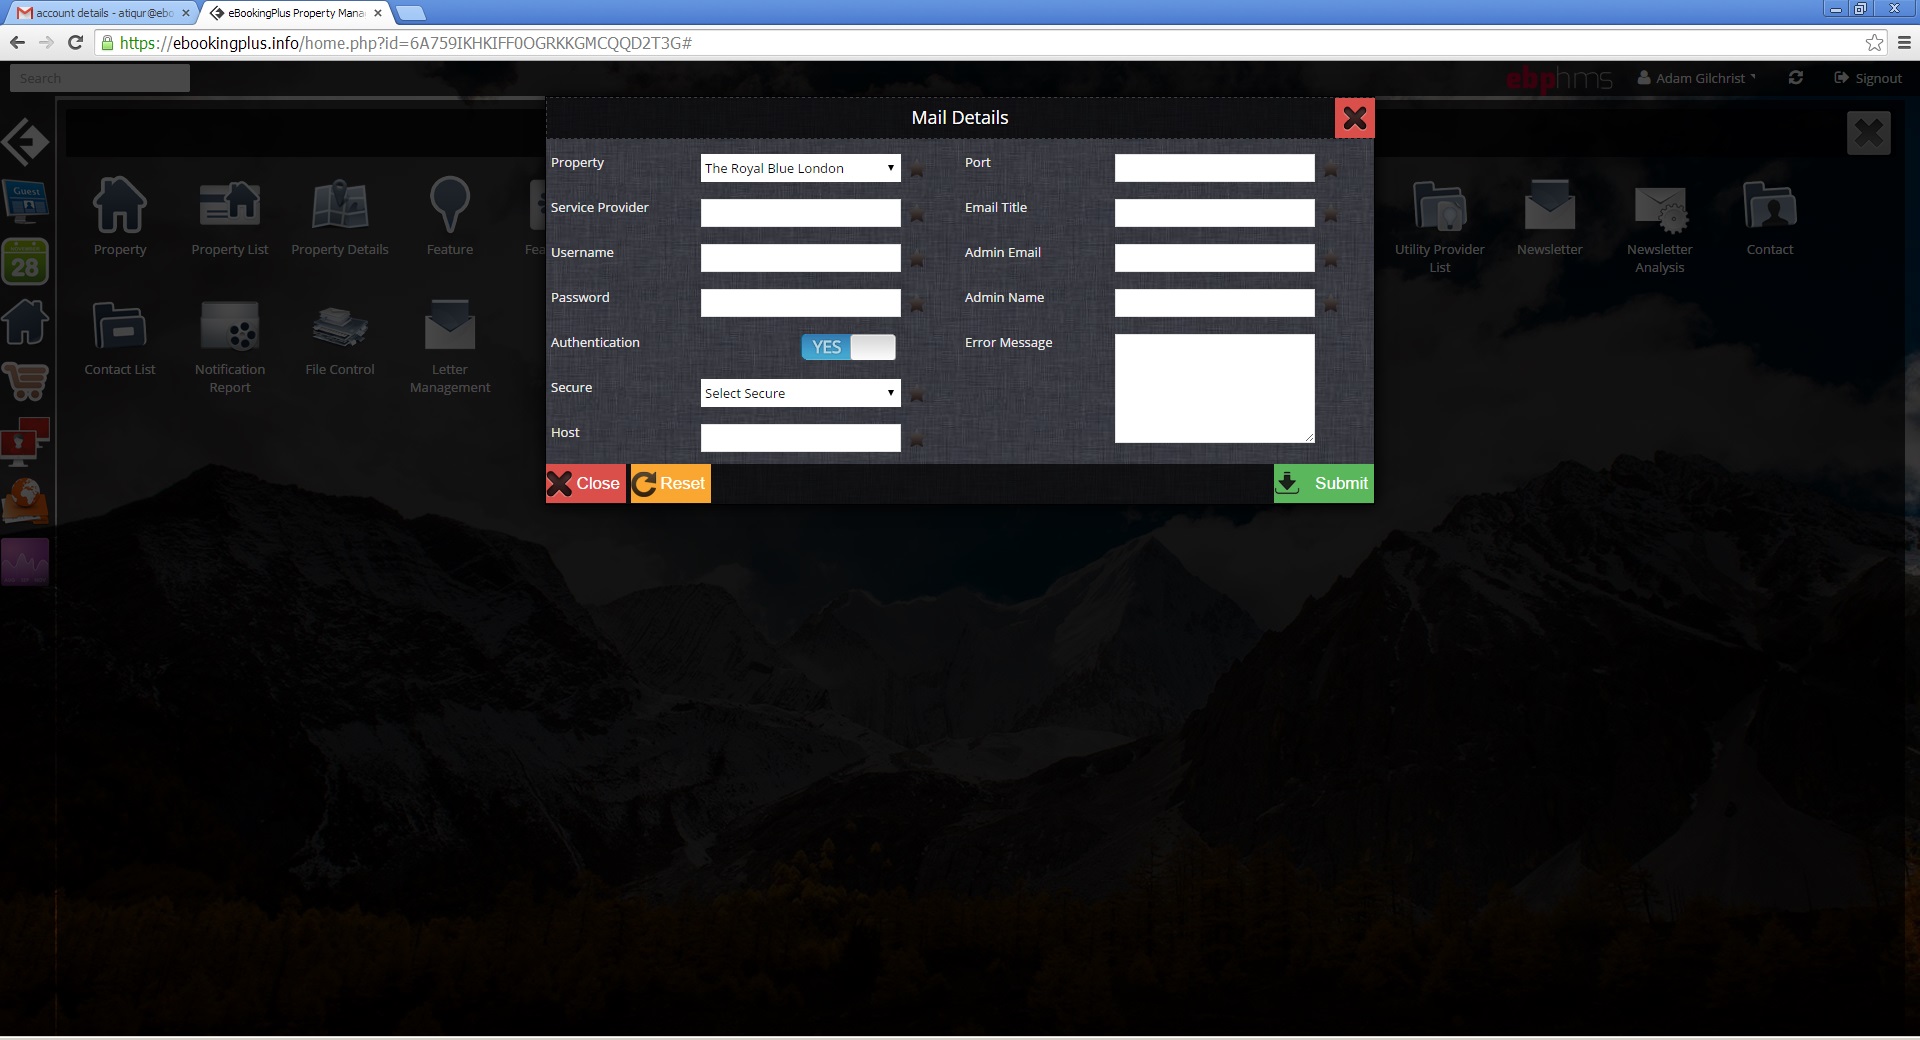 account details - atiqur@ebo
eBookingPlus Property Mana
https://ebookingplus.info/home.php?id=6A759IKHKIFF0OGRKKGMCQQD2T3G#
Search
ebphms
Adam Gilchrist
Signout
Mail Details
Property
The Royal Blue London
Port
Service Provider
Email Title
Username
Admin Email
Password
Admin Name
Authentication
YES
Error Message
Secure
Select Secure
Host
Close
Reset
Submit
Guest
28
Property
Property List
Property Details
Feature
Fea
Utility Provider
List
Newsletter
Newsletter
Analysis
Contact
Contact List
Notification
Report
File Control
Letter
Management